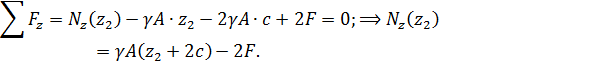 ∑ F_z = N_z(z_2) − γA · z_2 − 2γA · c + 2F = 0; ⟹ N_z(z_2)
= γA(z_2 + 2c) − 2F.